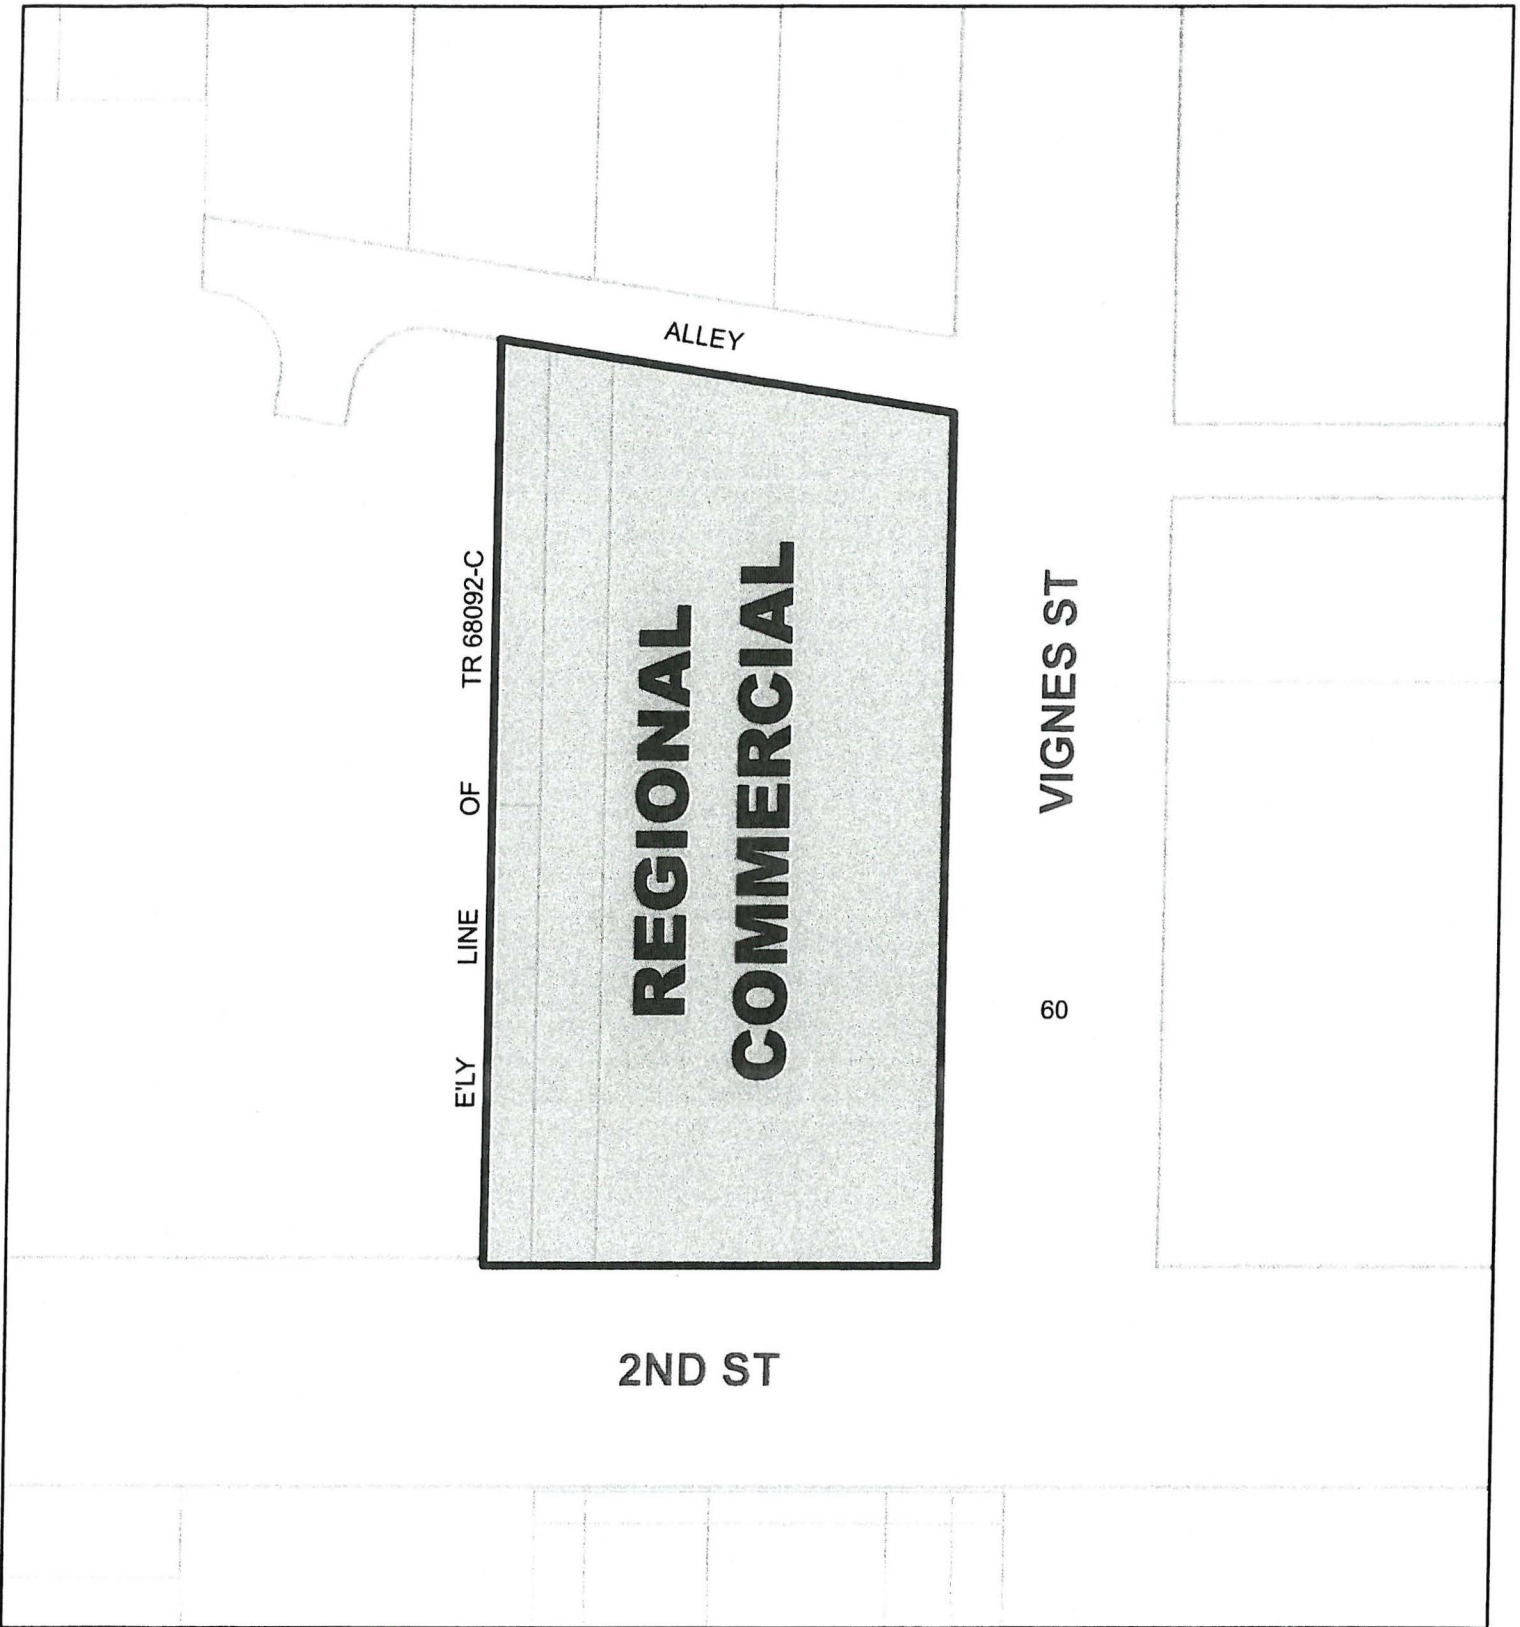 ALLEY
E'LY LINE OF TR 68092-C
REGIONAL
COMMERCIAL
VIGNES ST
60
2ND ST